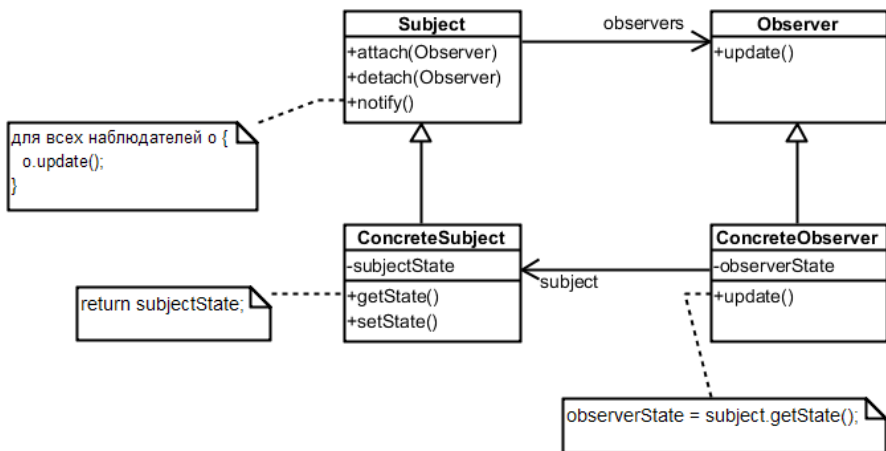 Subject
+attach(Observer)
+detach(Observer)
+notify()
observers
Observer
+update()
для всех наблюдателей o {
o.update();
}
ConcreteSubject
-subjectState
+getState()
+setState()
subject
ConcreteObserver
-observerState
+update()
return subjectState;
observerState = subject.getState();